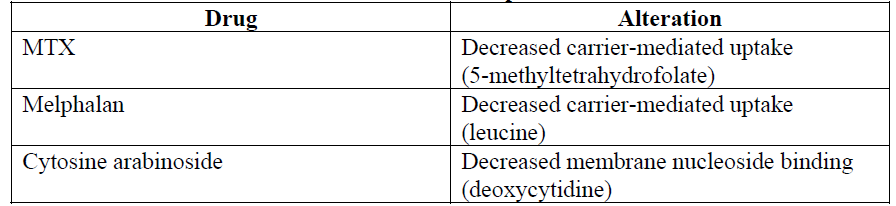 Drug Alteration
MTX Decreased carrier-mediated uptake
(5-methyltetrahydrofolate)
Melphalan Decreased carrier-mediated uptake
(leucine)
Cytosine arabinoside Decreased membrane nucleoside binding
(deoxycytidine)